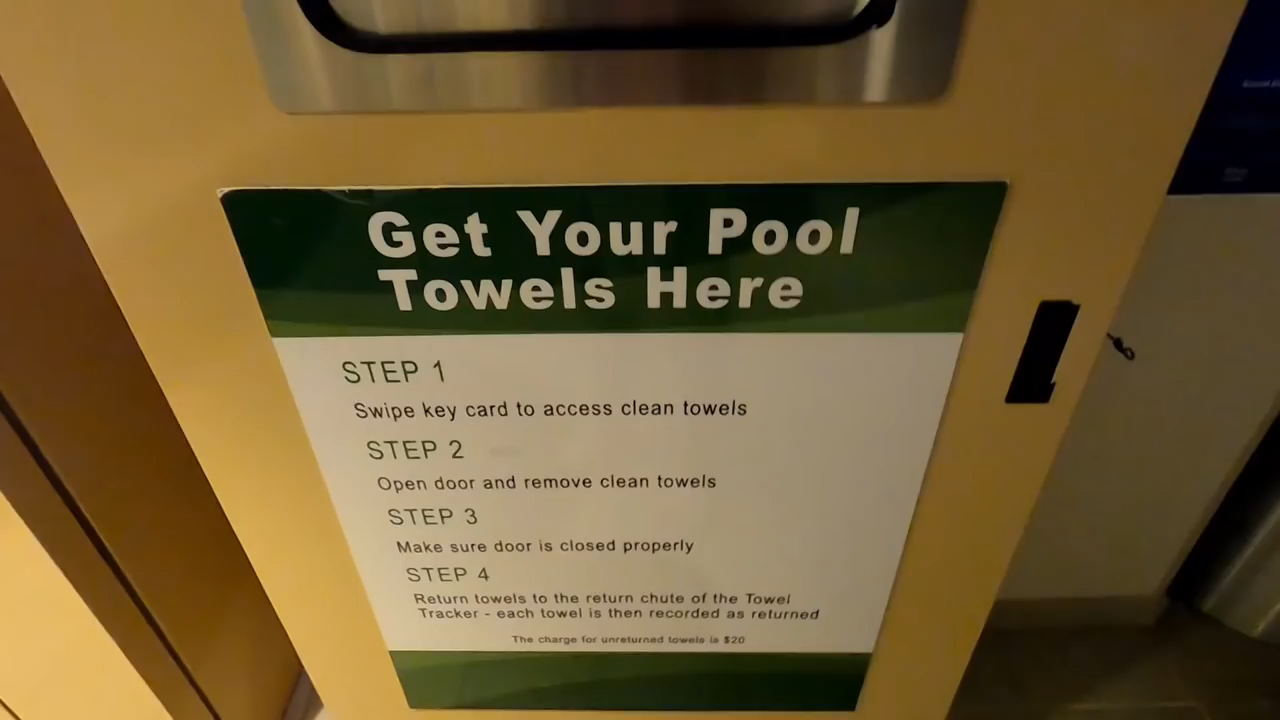 Get Your Pool
Towels Here
STEP 1
Swipe key card to access clean towels
STEP 2
Open door and remove clean towels
STEP 3
Make sure door is closed properly
STEP 4
Return towels to the return chute of the Towel
Tracker - each towel is then recorded as returned
The charge for unreturned towels is $20